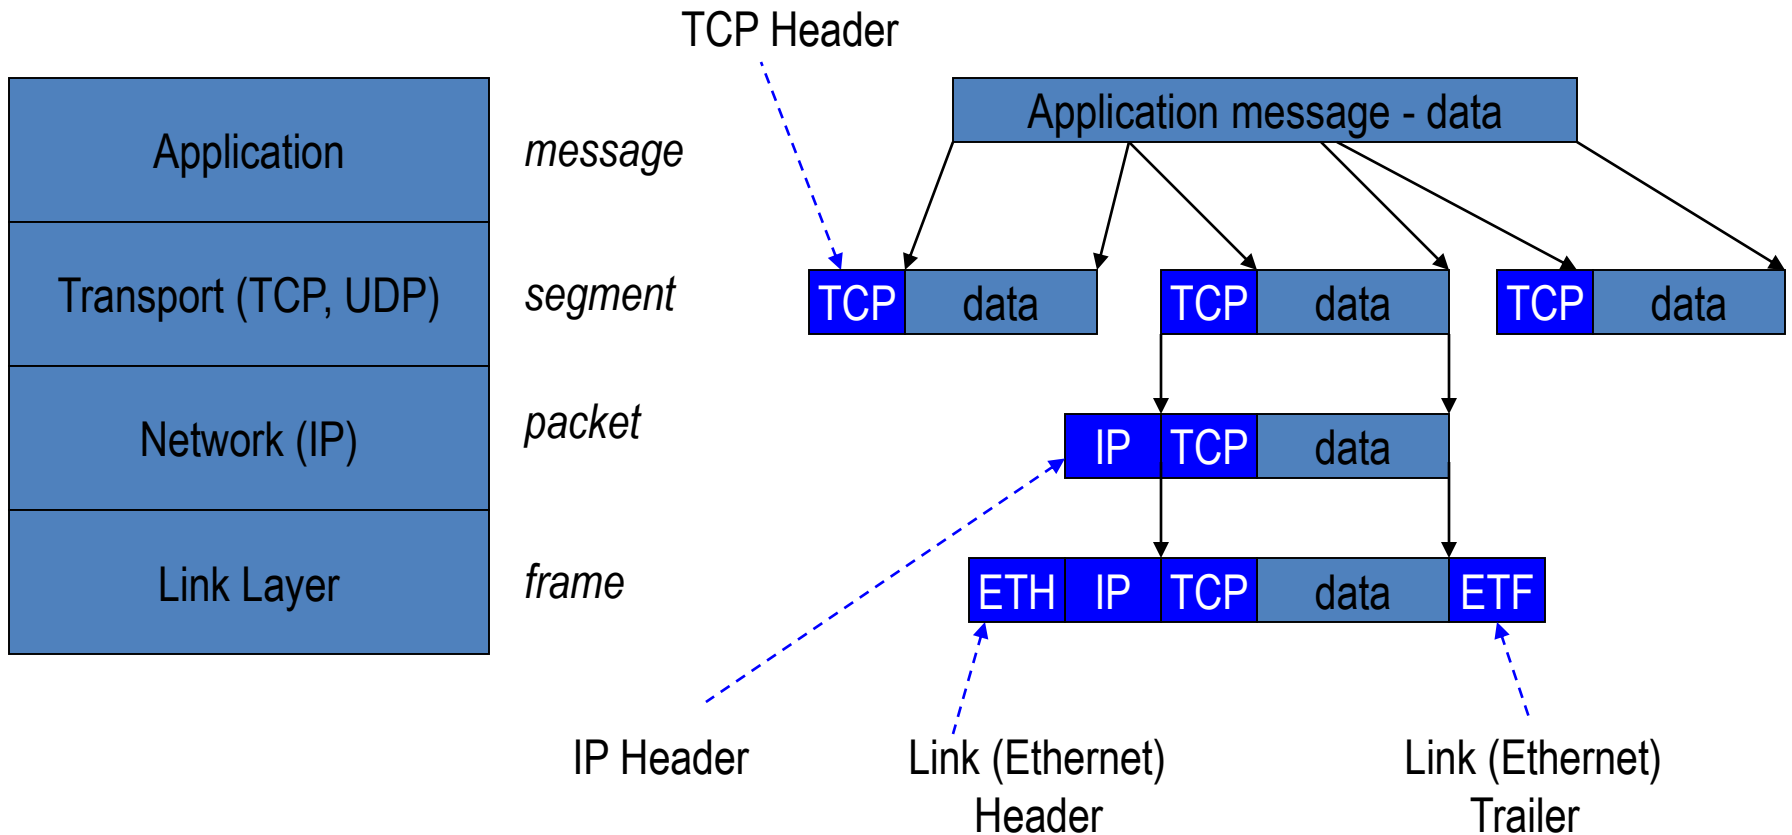 TCP Header
Application message - data
Application
message
Transport (TCP, UDP)
segment
TCP data
TCP data
TCP data
Network (IP)
packet
IP TCP data
Link Layer
frame
ETH IP TCP data ETF
IP Header
Link (Ethernet)
Header
Link (Ethernet)
Trailer